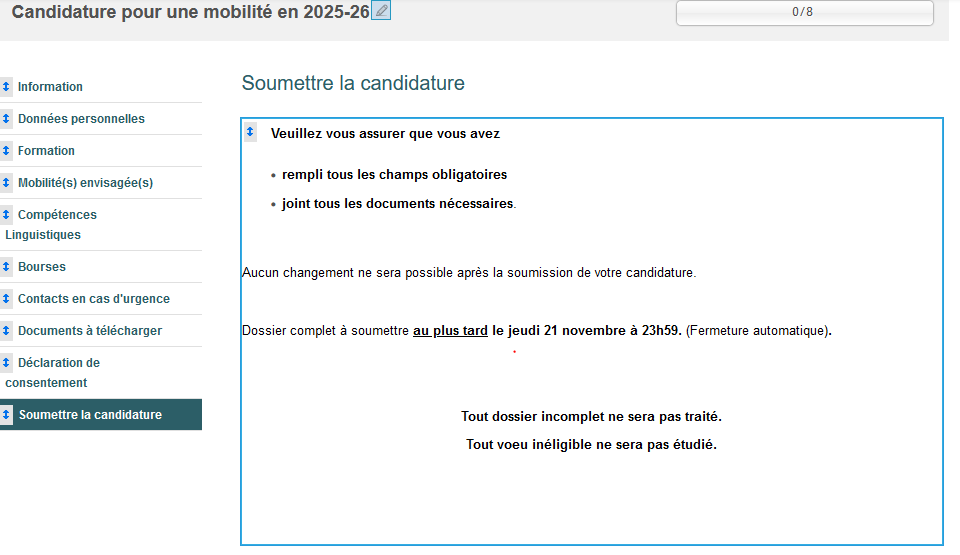 Candidature pour une mobilité en 2025-26
0/8
Information
Données personnelles
Formation
Mobilité(s) envisagée(s)
Compétences
Linguistiques
Bourses
Contacts en cas d'urgence
Documents à télécharger
Déclaration de
consentement
Soumettre la candidature
Soumettre la candidature
Veuillez vous assurer que vous avez
• rempli tous les champs obligatoires
• joint tous les documents nécessaires.
Aucun changement ne sera possible après la soumission de votre candidature.
Dossier complet à soumettre au plus tard le jeudi 21 novembre à 23h59. (Fermeture automatique).
Tout dossier incomplet ne sera pas traité.
Tout voeu inéligible ne sera pas étudié.